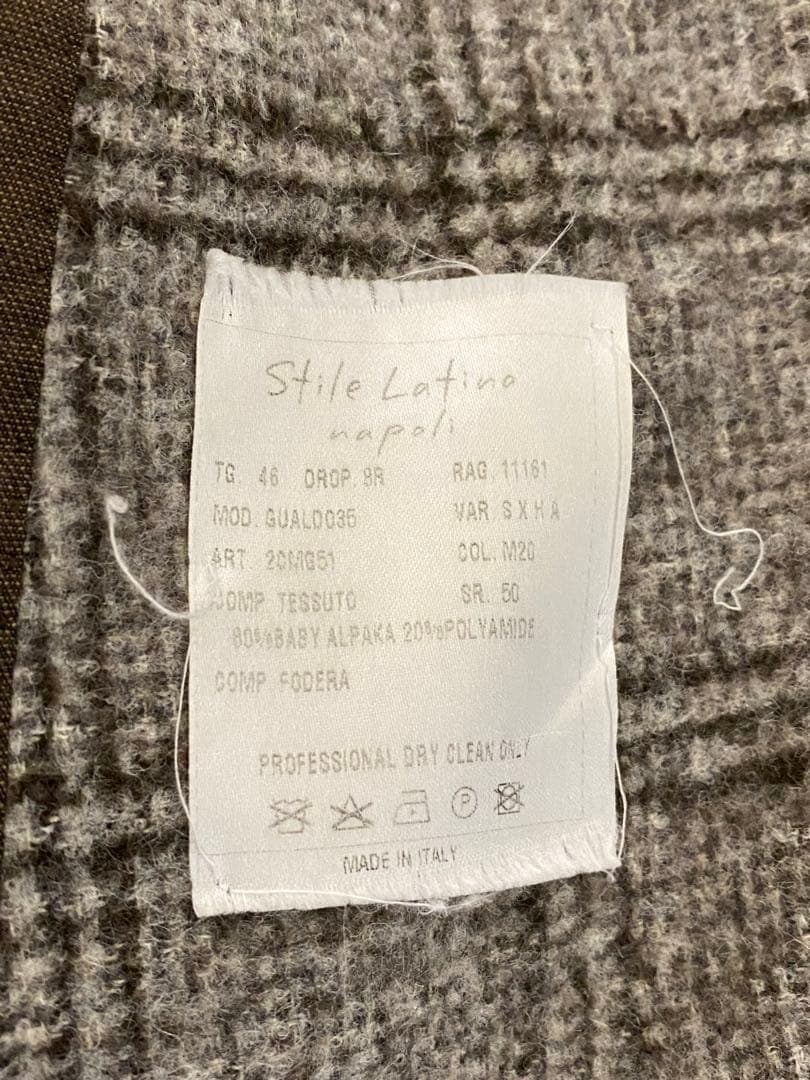 Stile Latino
napoli
TG. 46 DROP. 8R RAG. 11161
MOD. GUALDO35 VAR. S X H A
ART. 20MG51 COL. M20
COMP. TESSUTO SR. 50
80%BABY ALPAKA 20%POLYAMIDE
COMP. FODERA
PROFESSIONAL DRY CLEAN ONLY
P
MADE IN ITALY